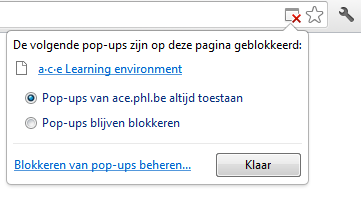 De volgende pop-ups zijn op deze pagina geblokkeerd:
a·c·e Learning environment
Pop-ups van ace.phl.be altijd toestaan
Pop-ups blijven blokkeren
Blokkeren van pop-ups beheren...
Klaar